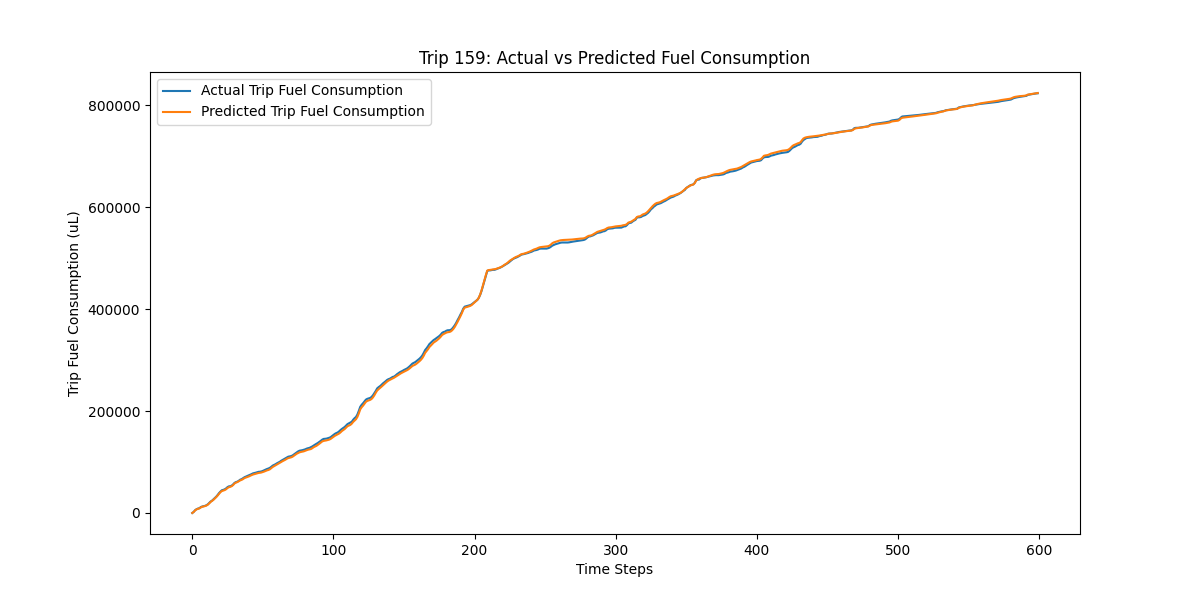 Trip 159: Actual vs Predicted Fuel Consumption
Actual Trip Fuel Consumption
Predicted Trip Fuel Consumption
Trip Fuel Consumption (uL)
800000
600000
400000
200000
0
0 100 200 300 400 500 600
Time Steps